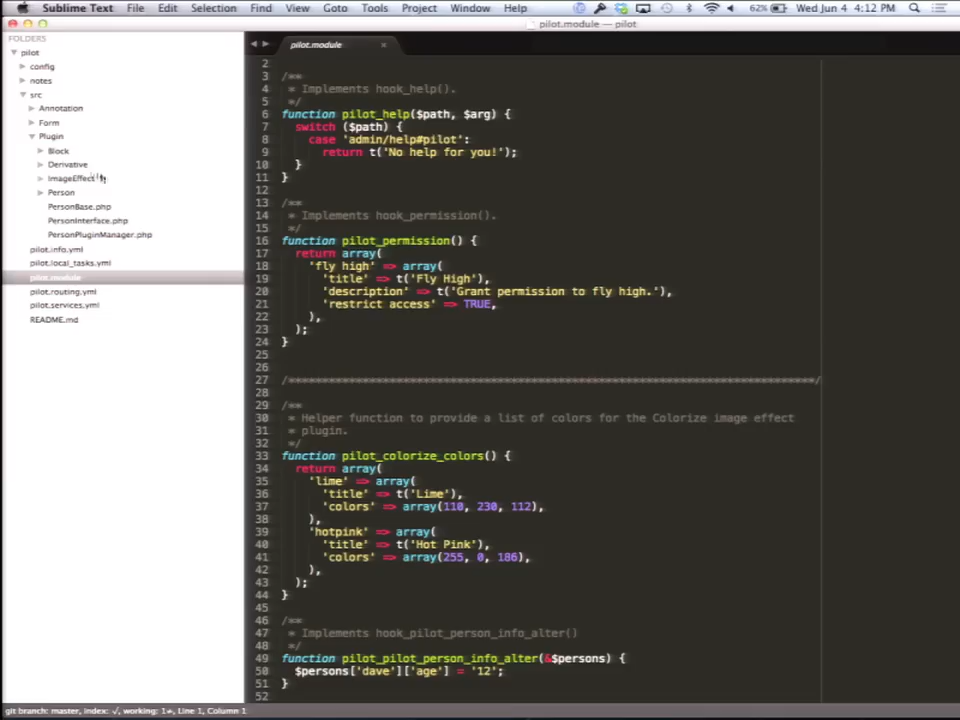 Sublime Text File Edit Selection Find View Goto Tools Project Window Help 62% Wed Jun 4 4:12 PM
pilot.module — pilot
FOLDERS
pilot
config
notes
src
Annotation
Form
Plugin
Block
Derivative
ImageEffect
Person
PersonBase.php
PersonInterface.php
PersonPluginManager.php
pilot.info.yml
pilot.local_tasks.yml
pilot.module
pilot.routing.yml
pilot.services.yml
README.md
pilot.module ×
2
3 /**
4  * Implements hook_help().
5  */
6 function pilot_help($path, $arg) {
7   switch ($path) {
8     case 'admin/help#pilot':
9       return t('No help for you!');
10   }
11 }
12
13 /**
14  * Implements hook_permission().
15  */
16 function pilot_permission() {
17   return array(
18     'fly high' => array(
19       'title' => t('Fly High'),
20       'description' => t('Grant permission to fly high.'),
21       'restrict access' => TRUE,
22     ),
23   );
24 }
25
26
27 /******************************************************************************/
28
29 /**
30  * Helper function to provide a list of colors for the Colorize image effect
31  * plugin.
32  */
33 function pilot_colorize_colors() {
34   return array(
35     'lime' => array(
36       'title' => t('Lime'),
37       'colors' => array(110, 230, 112),
38     ),
39     'hotpink' => array(
40       'title' => t('Hot Pink'),
41       'colors' => array(255, 0, 186),
42     ),
43   );
44 }
45
46 /**
47  * Implements hook_pilot_person_info_alter()
48  */
49 function pilot_pilot_person_info_alter(&$persons) {
50   $persons['dave']['age'] = '12';
51 }
52
git branch: master, index: √, working: 1≠, Line 1, Column 1